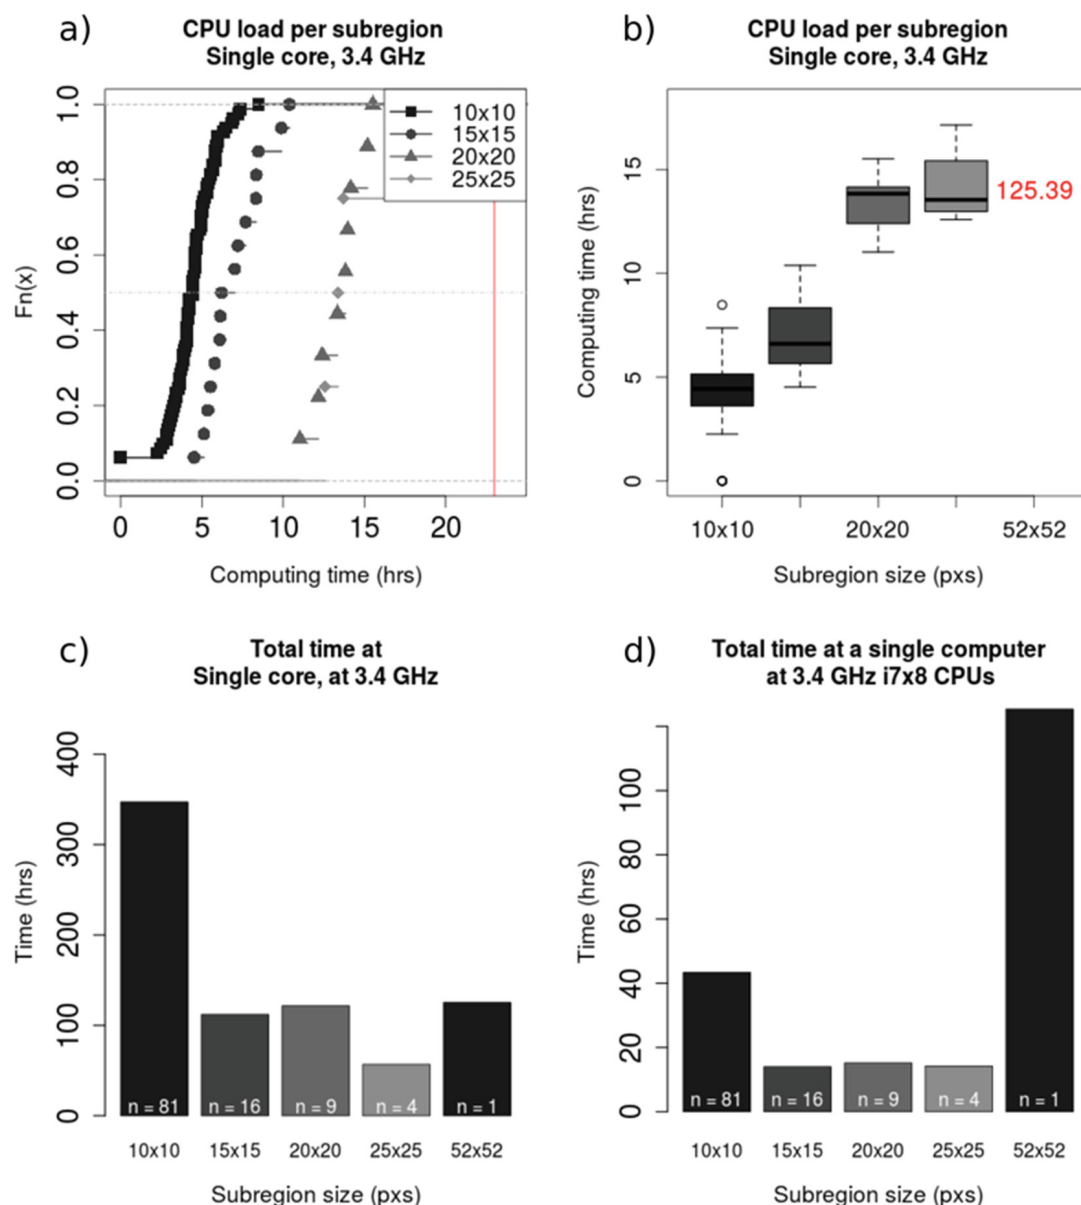 a)
CPU load per subregion
Single core, 3.4 GHz
1.0
0.8
0.6
0.4
0.2
0.0
Fn(x)
10x10
15x15
20x20
25x25
0 5 10 15 20
Computing time (hrs)
b)
CPU load per subregion
Single core, 3.4 GHz
15
10
5
0
Computing time (hrs)
125.39
10x10 20x20 52x52
Subregion size (pxs)
c)
Total time at
Single core, at 3.4 GHz
400
300
200
100
0
Time (hrs)
n = 81 n = 16 n = 9 n = 4 n = 1
10x10 15x15 20x20 25x25 52x52
Subregion size (pxs)
d)
Total time at a single computer
at 3.4 GHz i7x8 CPUs
100
80
60
40
20
0
Time (hrs)
n = 81 n = 16 n = 9 n = 4 n = 1
10x10 15x15 20x20 25x25 52x52
Subregion size (pxs)